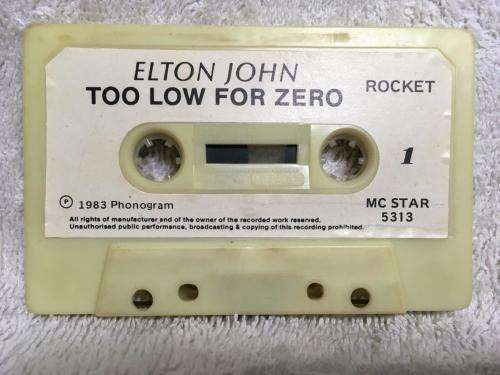 ELTON JOHN
TOO LOW FOR ZERO
ROCKET
1
℗ 1983 Phonogram
MC STAR
5313
All rights of manufacturer and of the owner of the recorded work reserved.
Unauthorised public performance, broadcasting & copying of this recording prohibited.